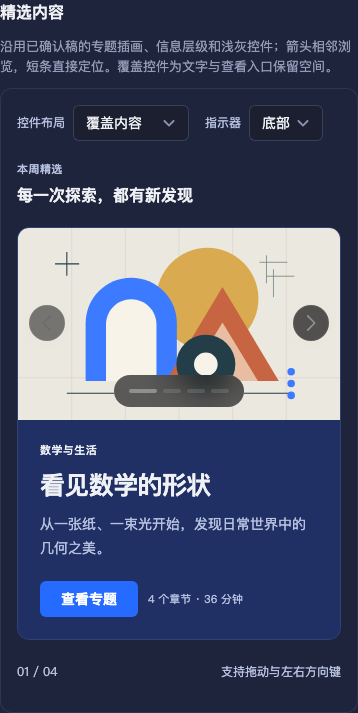 精选内容
沿用已确认稿的专题插画、信息层级和浅灰控件；箭头相邻浏
览，短条直接定位。覆盖控件为文字与查看入口保留空间。
控件布局 覆盖内容 指示器 底部
本周精选
每一次探索，都有新发现
数学与生活
看见数学的形状
从一张纸、一束光开始，发现日常世界中的
几何之美。
查看专题 4 个章节 · 36 分钟
01 / 04 支持拖动与左右方向键